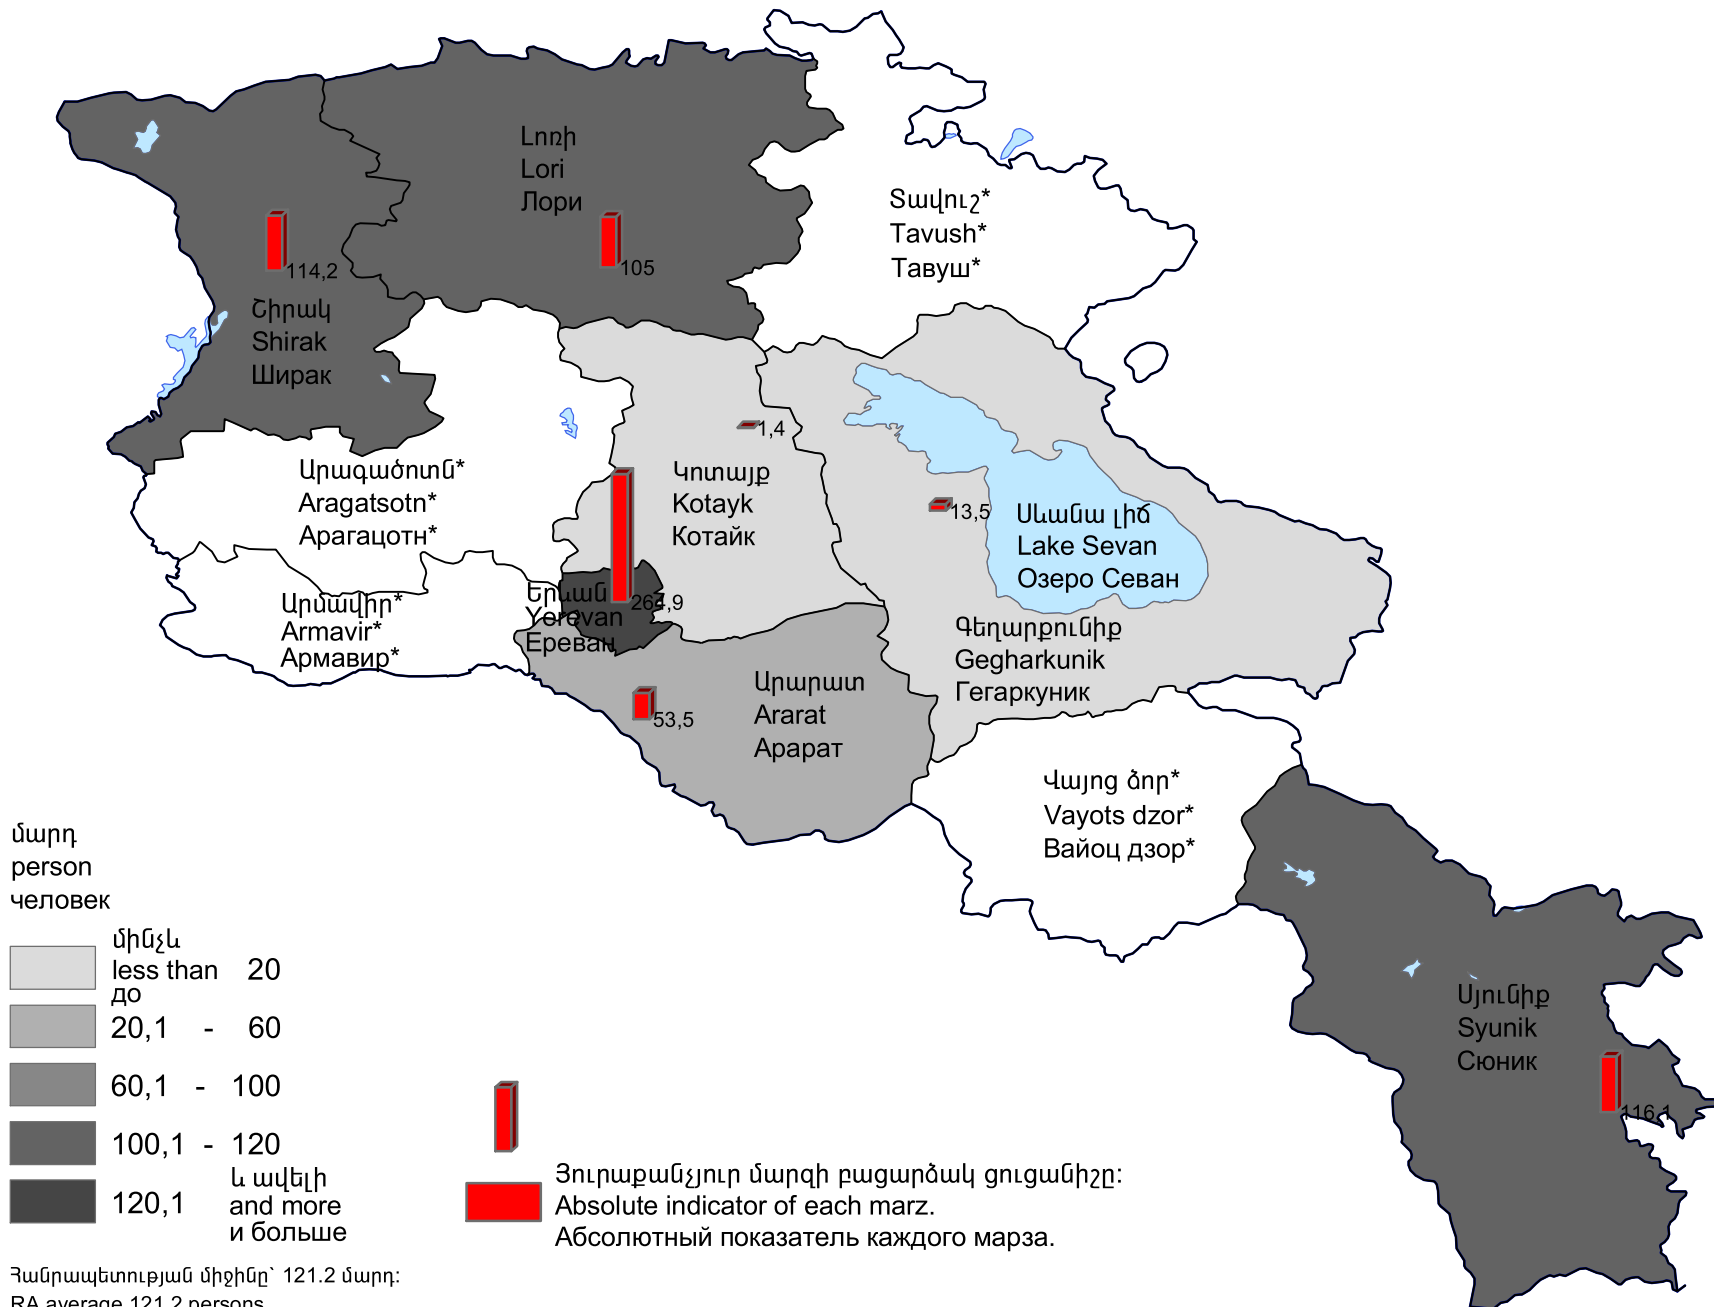 Լոռի
Lori
Лори
105
Տավուշ*
Tavush*
Тавуш*
114,2
Շիրակ
Shirak
Ширак
1,4
Կոտայք
Kotayk
Котайк
Արագածոտն*
Aragatsotn*
Арагацотн*
13,5
Սևանա լիճ
Lake Sevan
Озеро Севан
Արմավիր*
Armavir*
Армавир*
Երևան
Yerevan
Ереван
264,9
Գեղարքունիք
Gegharkunik
Гегаркуник
Արարատ
Ararat
Арарат
53,5
Վայոց ձոր*
Vayots dzor*
Вайоц дзор*
Սյունիք
Syunik
Сюник
116,1
մարդ
person
человек
մինչև
less than 20
до
20,1 - 60
60,1 - 100
100,1 - 120
120,1
և ավելի
and more
и больше
Յուրաքանչյուր մարզի բացարձակ ցուցանիշը:
Absolute indicator of each marz.
Абсолютный показатель каждого марза.
Հանրապետության միջինը` 121.2 մարդ:
RA average 121.2 persons